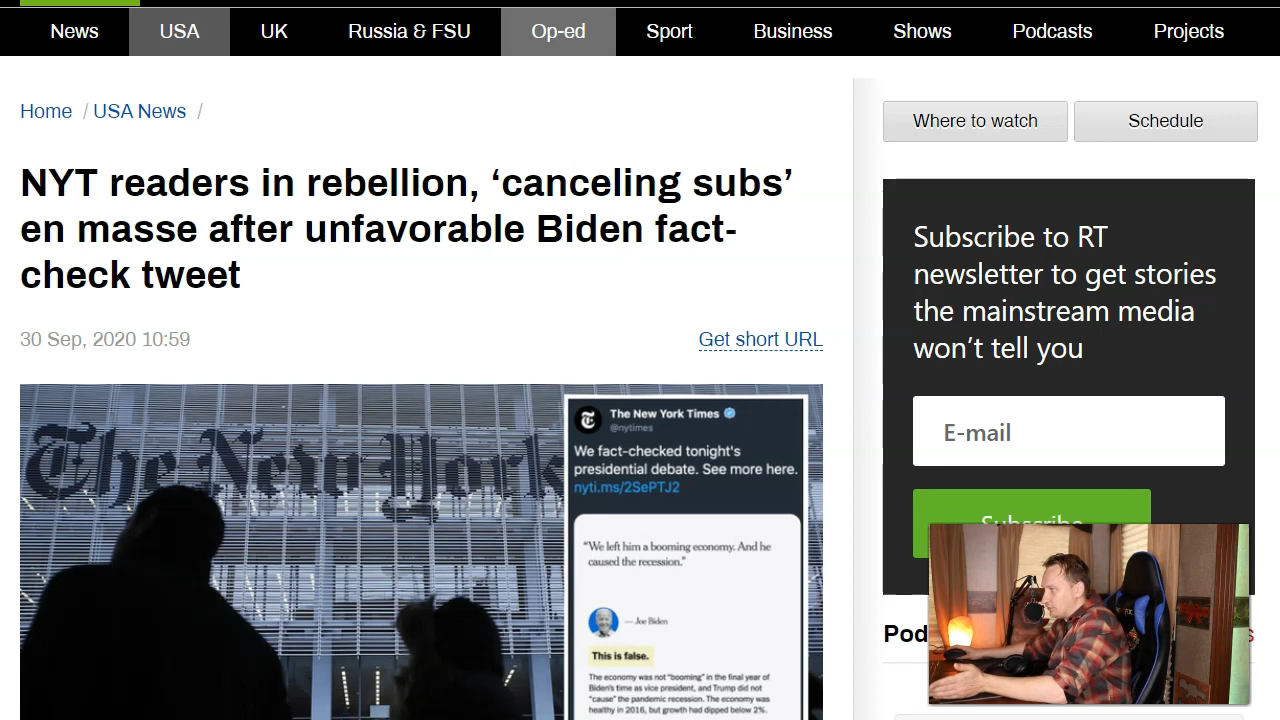 News USA UK Russia & FSU Op-ed Sport Business Shows Podcasts Projects
Home / USA News /
NYT readers in rebellion, ‘canceling subs’
en masse after unfavorable Biden fact-
check tweet
30 Sep, 2020 10:59
Get short URL
The New York
The New York Times
@nytimes
We fact-checked tonight's
presidential debate. See more here.
nyti.ms/2SePTJ2
“We left him a booming economy. And he
caused the recession.”
— Joe Biden
This is false.
The economy was not “booming” in the final year of
Biden's time as vice president, and Trump did not
“cause” the pandemic recession. The economy was
healthy in 2016, but growth had dipped below 2%.
Where to watch Schedule
Subscribe to RT
newsletter to get stories
the mainstream media
won’t tell you
E-mail
Subscribe